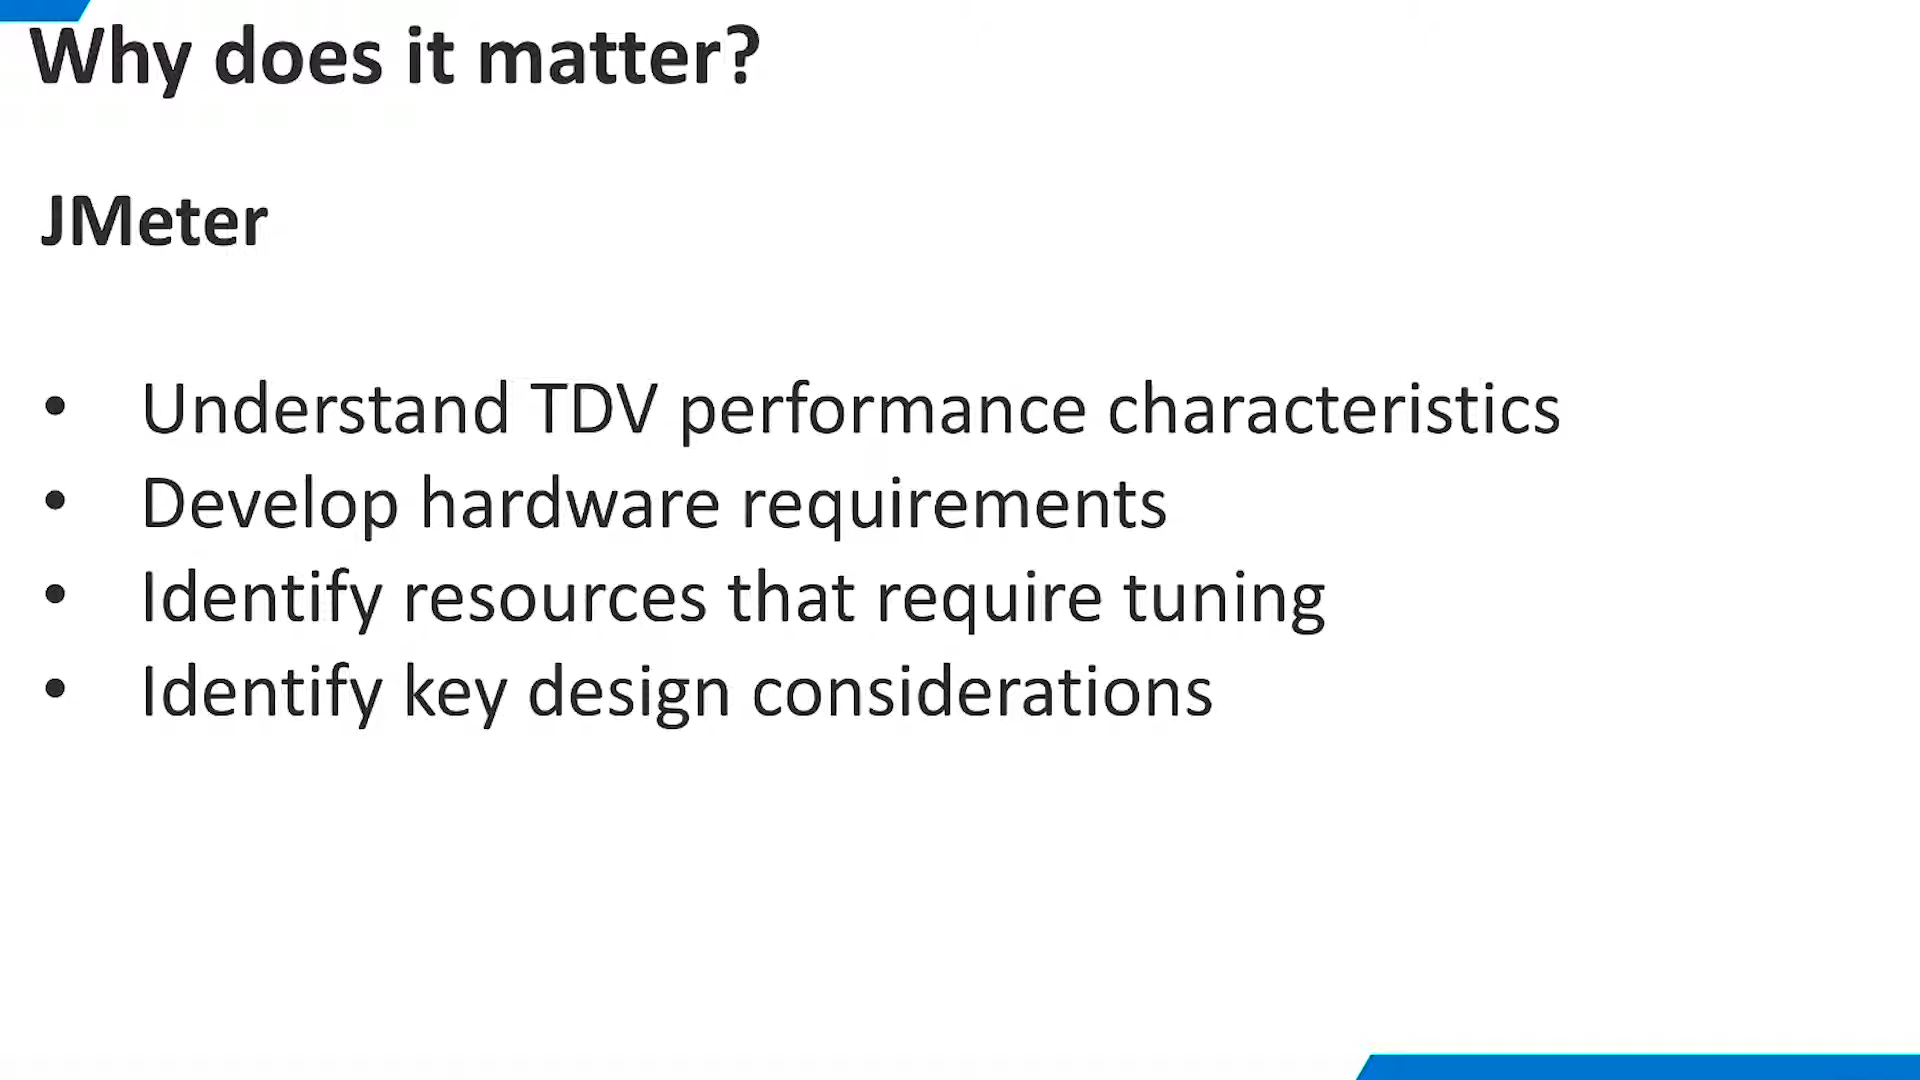 Why does it matter?
JMeter
• Understand TDV performance characteristics
• Develop hardware requirements
• Identify resources that require tuning
• Identify key design considerations